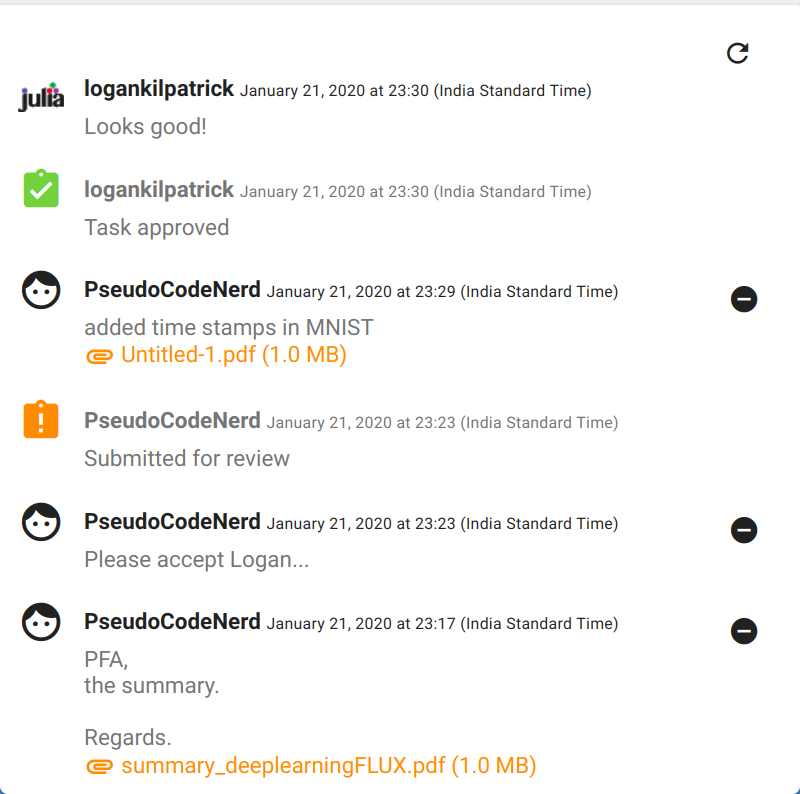 julia
logankilpatrick January 21, 2020 at 23:30 (India Standard Time)
Looks good!
logankilpatrick January 21, 2020 at 23:30 (India Standard Time)
Task approved
PseudoCodeNerd January 21, 2020 at 23:29 (India Standard Time)
added time stamps in MNIST
Untitled-1.pdf (1.0 MB)
PseudoCodeNerd January 21, 2020 at 23:23 (India Standard Time)
Submitted for review
PseudoCodeNerd January 21, 2020 at 23:23 (India Standard Time)
Please accept Logan...
PseudoCodeNerd January 21, 2020 at 23:17 (India Standard Time)
PFA,
the summary.
Regards.
summary_deeplearningFLUX.pdf (1.0 MB)